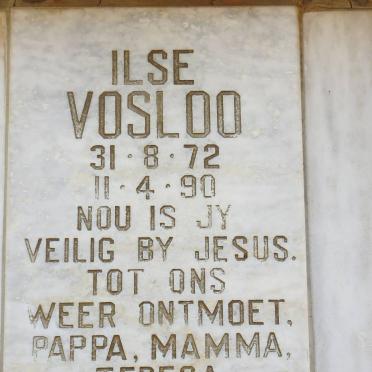 ILSE
VOSLOO
31·8·72
11·4·90
NOU IS JY
VEILIG BY JESUS.
TOT ONS
WEER ONTMOET,
PAPPA, MAMMA,